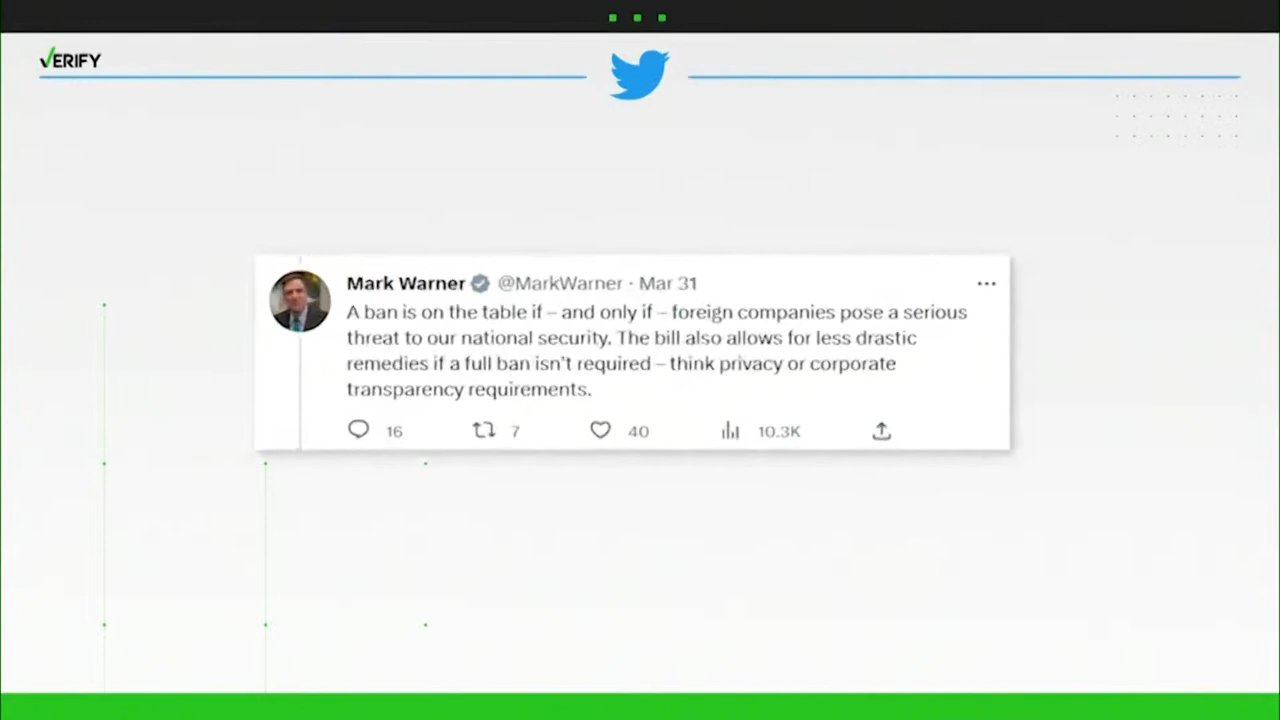 VERIFY
Mark Warner @MarkWarner · Mar 31
A ban is on the table if – and only if – foreign companies pose a serious
threat to our national security. The bill also allows for less drastic
remedies if a full ban isn't required – think privacy or corporate
transparency requirements.
16 7 40 10.3K